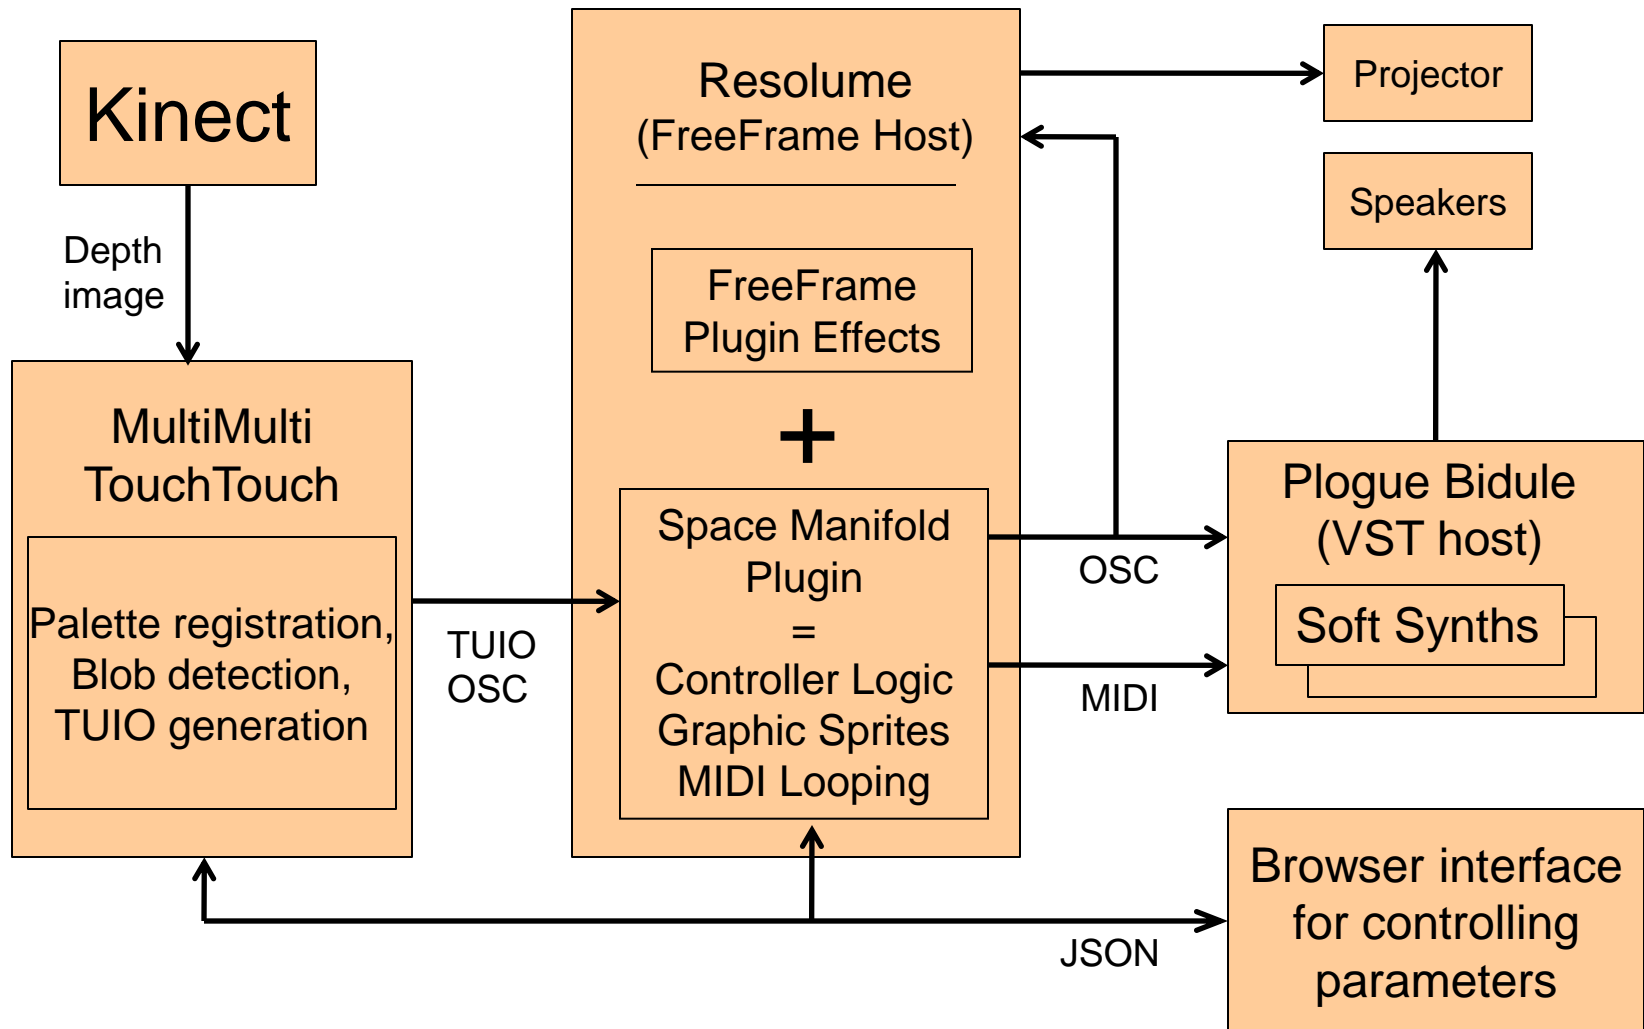 Kinect
Depth
image
MultiMulti
TouchTouch
Palette registration,
Blob detection,
TUIO generation
TUIO
OSC
Resolume
(FreeFrame Host)
FreeFrame
Plugin Effects
+
Space Manifold
Plugin
=
Controller Logic
Graphic Sprites
MIDI Looping
OSC
MIDI
JSON
Projector
Speakers
Plogue Bidule
(VST host)
Soft Synths
Browser interface
for controlling
parameters